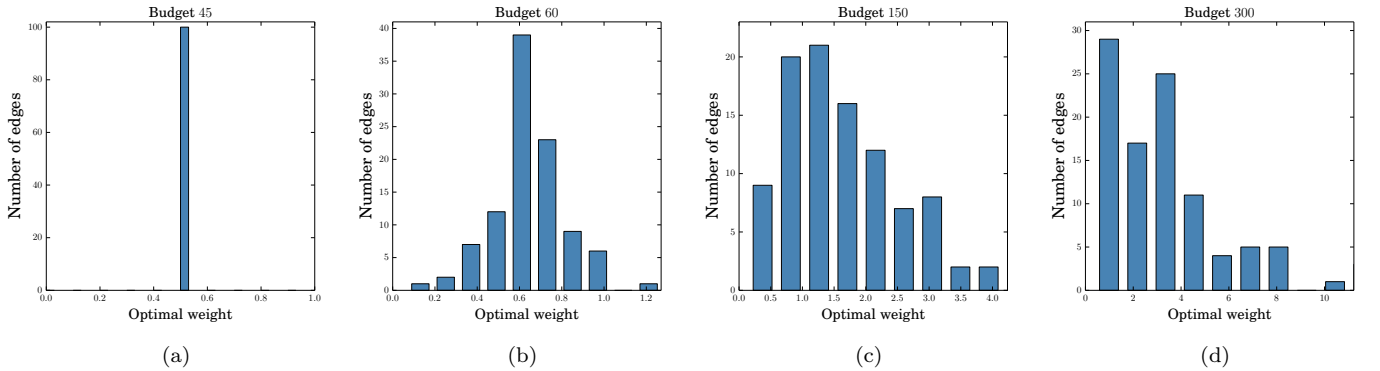 Budget 45
100
80
60
40
20
0
Number of edges
0.0 0.2 0.4 0.6 0.8 1.0
Optimal weight
(a)
Budget 60
40
35
30
25
20
15
10
5
0
Number of edges
0.0 0.2 0.4 0.6 0.8 1.0 1.2
Optimal weight
(b)
Budget 150
20
15
10
5
0
Number of edges
0.0 0.5 1.0 1.5 2.0 2.5 3.0 3.5 4.0
Optimal weight
(c)
Budget 300
30
25
20
15
10
5
0
Number of edges
0 2 4 6 8 10
Optimal weight
(d)